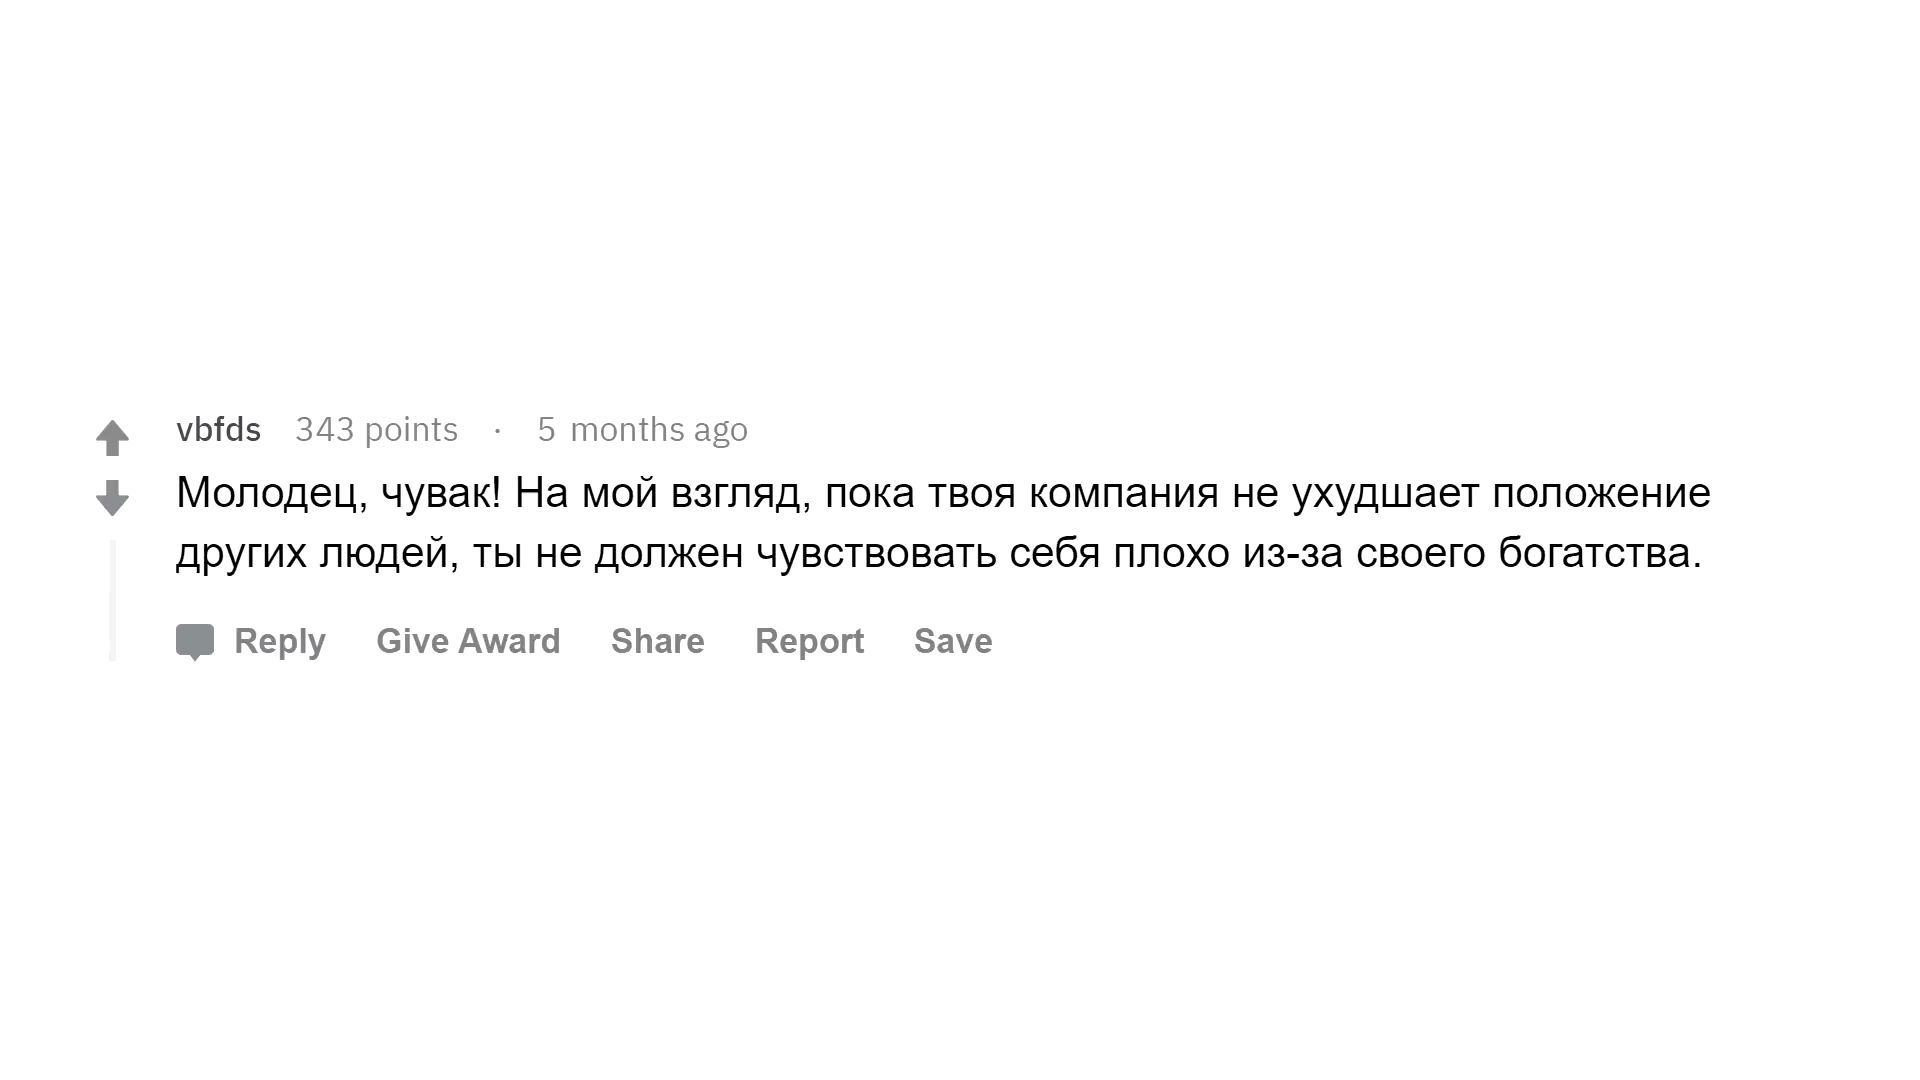 vbfds 343 points · 5 months ago
Молодец, чувак! На мой взгляд, пока твоя компания не ухудшает положение
других людей, ты не должен чувствовать себя плохо из-за своего богатства.
Reply Give Award Share Report Save